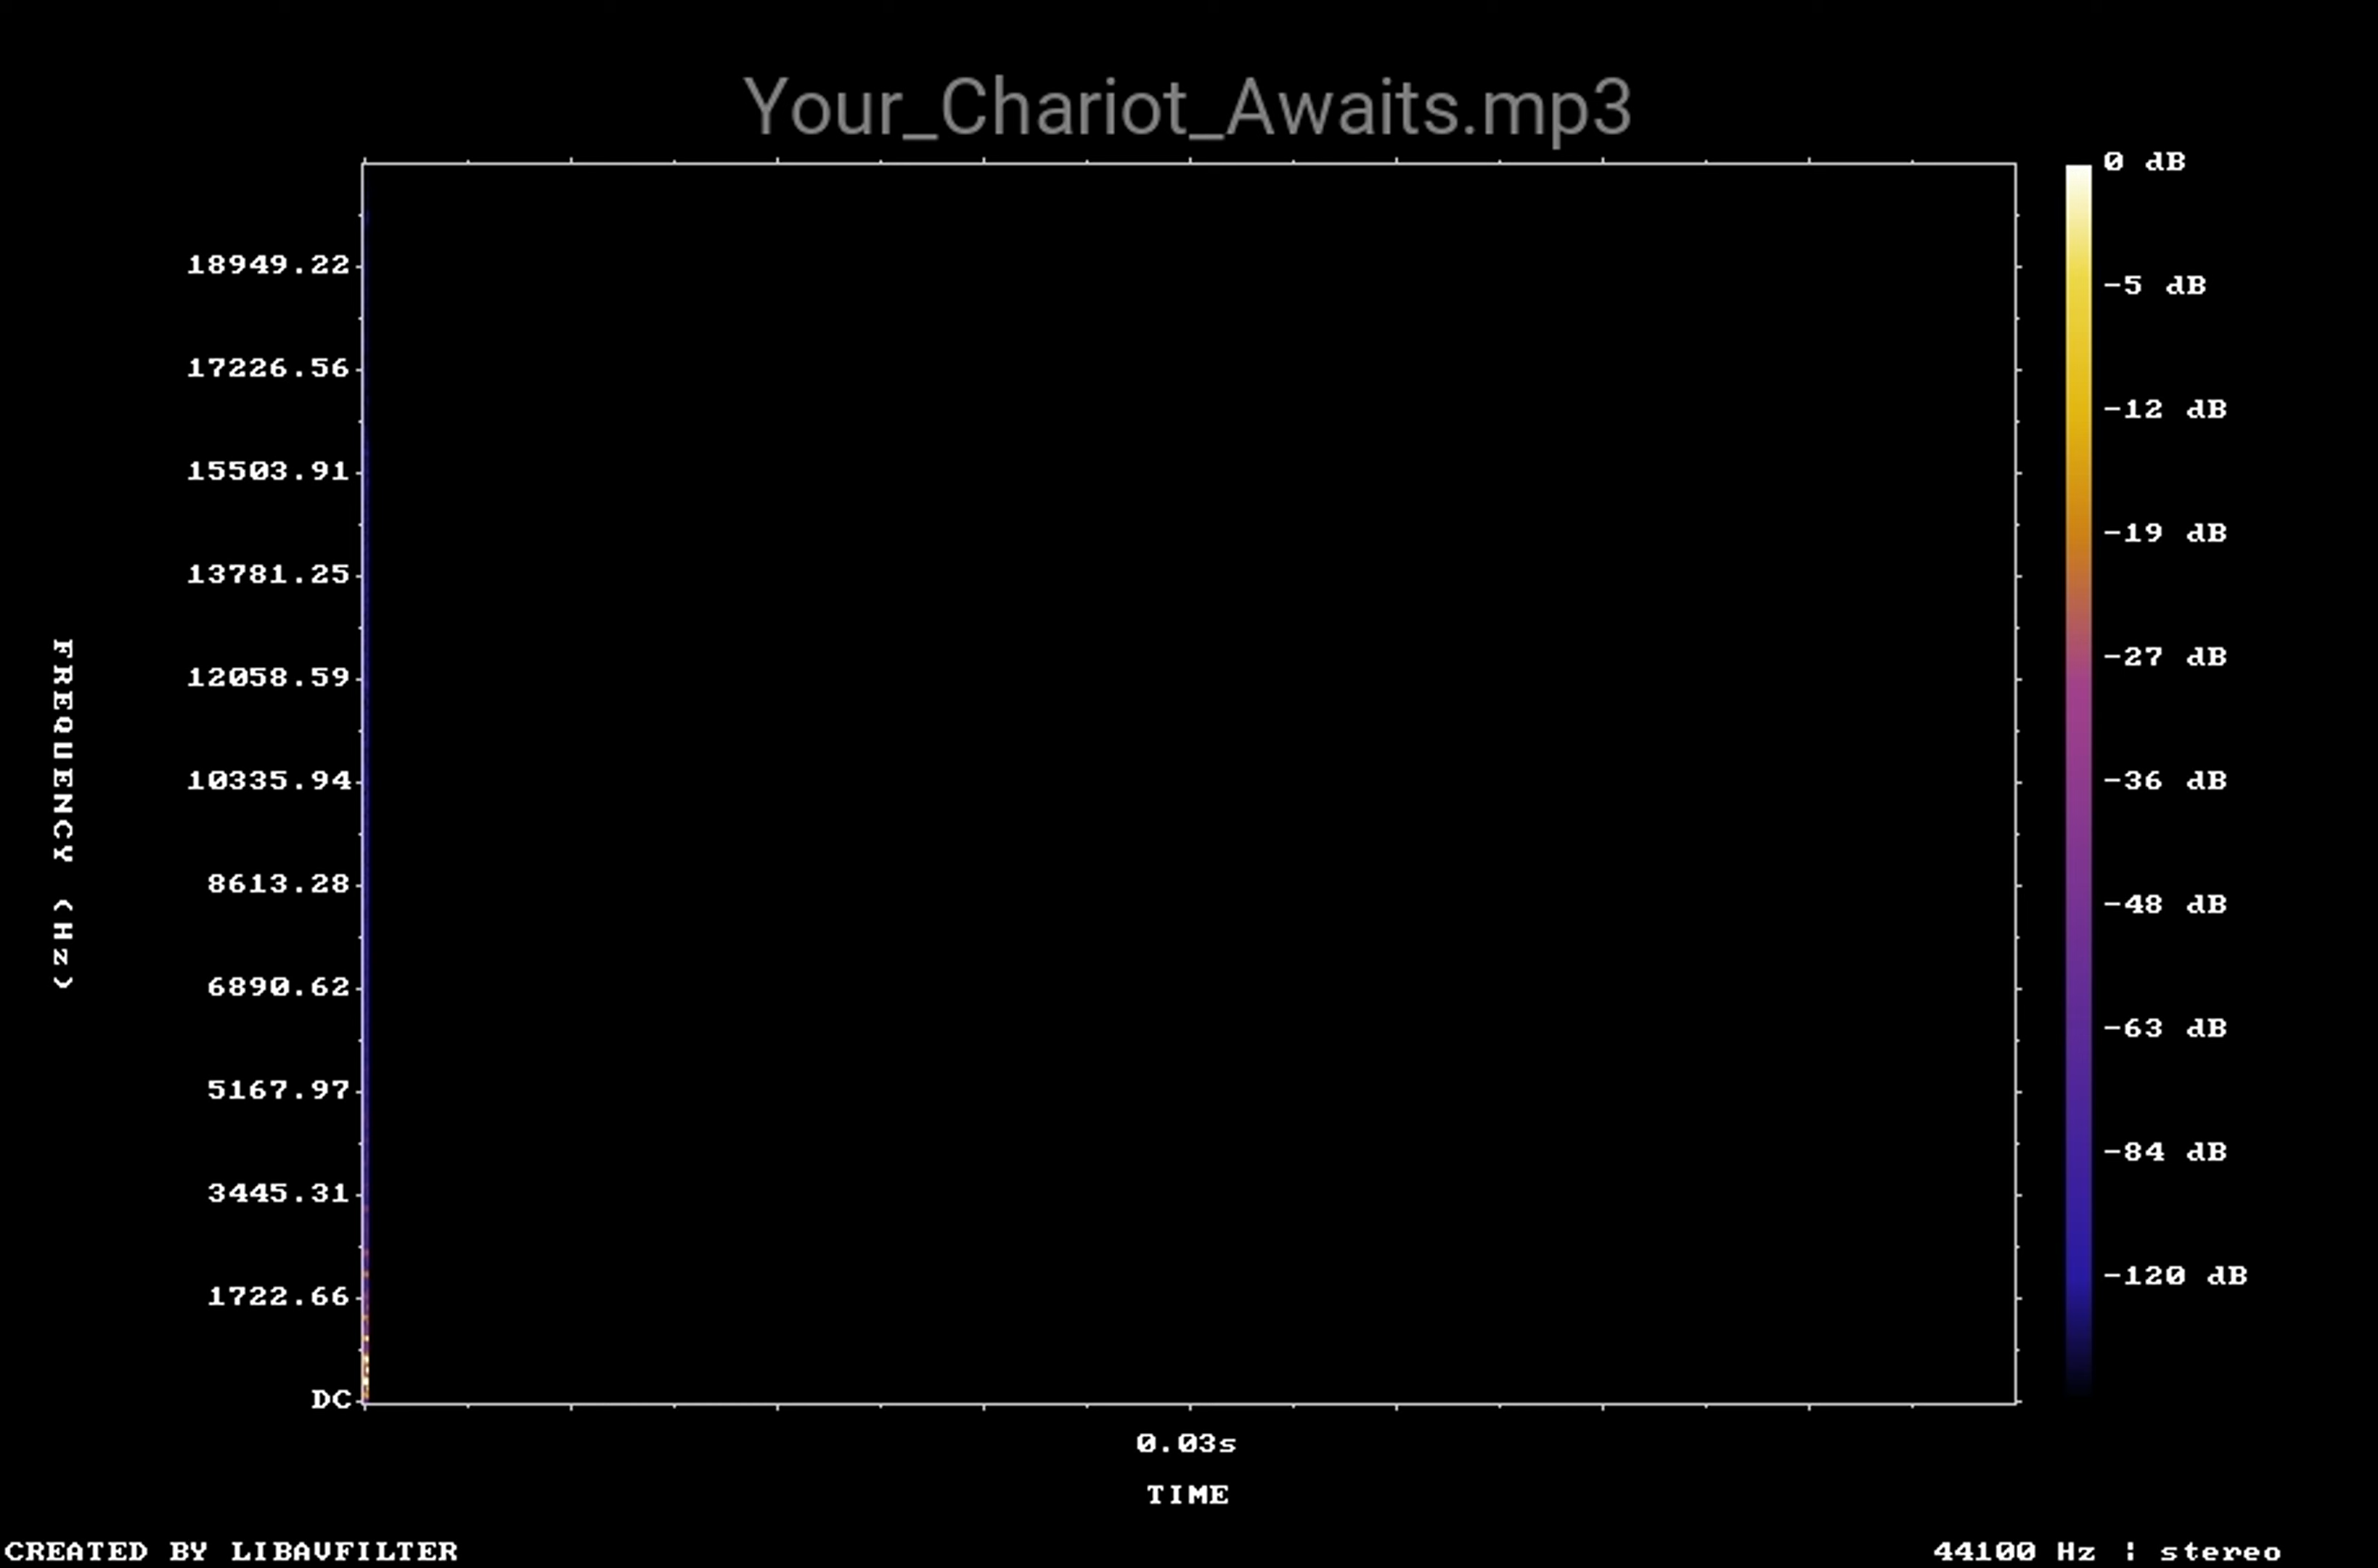 Your_Chariot_Awaits.mp3
0 dB
18949.22
-5 dB
17226.56
-12 dB
15503.91
-19 dB
13781.25
-27 dB
12058.59
-36 dB
10335.94
-48 dB
8613.28
6890.62
-63 dB
5167.97
-84 dB
3445.31
-120 dB
1722.66
DC
FREQUENCY (Hz)
0.03s
TIME
CREATED BY LIBAVFILTER
44100 Hz | stereo